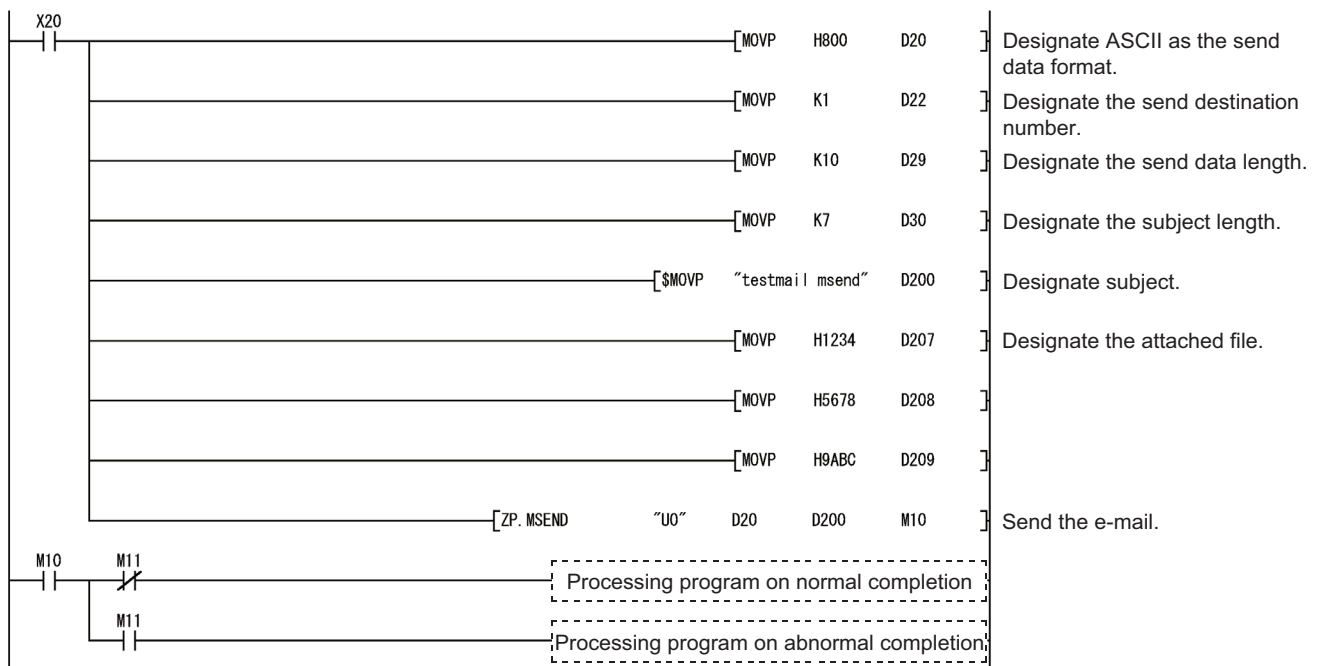 X20
MOVP H800 D20 Designate ASCII as the send
data format.
MOVP K1 D22 Designate the send destination
number.
MOVP K10 D29 Designate the send data length.
MOVP K7 D30 Designate the subject length.
$MOVP "testmail msend" D200 Designate subject.
MOVP H1234 D207 Designate the attached file.
MOVP H5678 D208
MOVP H9ABC D209
ZP.MSEND "U0" D20 D200 M10 Send the e-mail.
M10 M11
Processing program on normal completion
M11
Processing program on abnormal completion